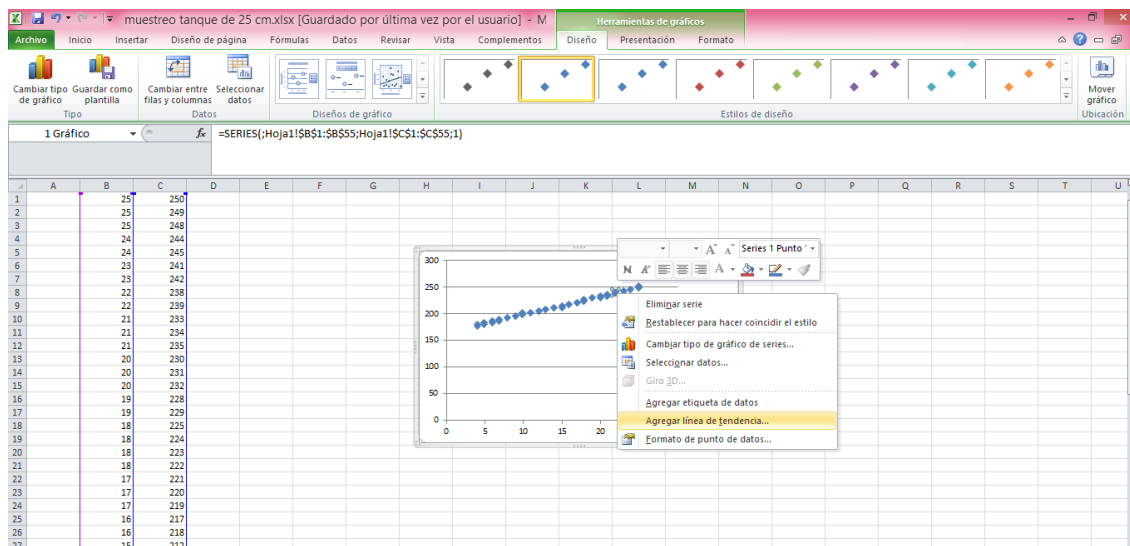 muestreo tanque de 25 cm.xlsx [Guardado por última vez por el usuario] - M
Herramientas de gráficos
Archivo Inicio Insertar Diseño de página Fórmulas Datos Revisar Vista Complementos Diseño Presentación Formato
Cambiar tipo de gráfico
Guardar como plantilla
Cambiar entre filas y columnas
Seleccionar datos
Mover gráfico
Tipo Datos Diseños de gráfico Estilos de diseño Ubicación
1 Gráfico fx =SERIES(;Hoja1!$B$1:$B$55;Hoja1!$C$1:$C$55;1)
A B C D E F G H I J K L M N O P Q R S T U
1 25 250
2 25 249
3 25 248
4 24 244
5 24 245
6 23 241
7 23 242
8 22 238
9 22 239
10 21 233
11 21 234
12 21 235
13 20 230
14 20 231
15 20 232
16 19 228
17 19 229
18 18 225
19 18 224
20 18 223
21 18 222
22 17 221
23 17 220
24 17 219
25 16 217
26 16 218
27 15 212
300
250
200
150
100
50
0
0 5 10 15 20
A A Series 1 Punto
N K A
Eliminar serie
Restablecer para hacer coincidir el estilo
Cambiar tipo de gráfico de series...
Seleccionar datos...
Giro 3D...
Agregar etiqueta de datos
Agregar línea de tendencia...
Formato de punto de datos...